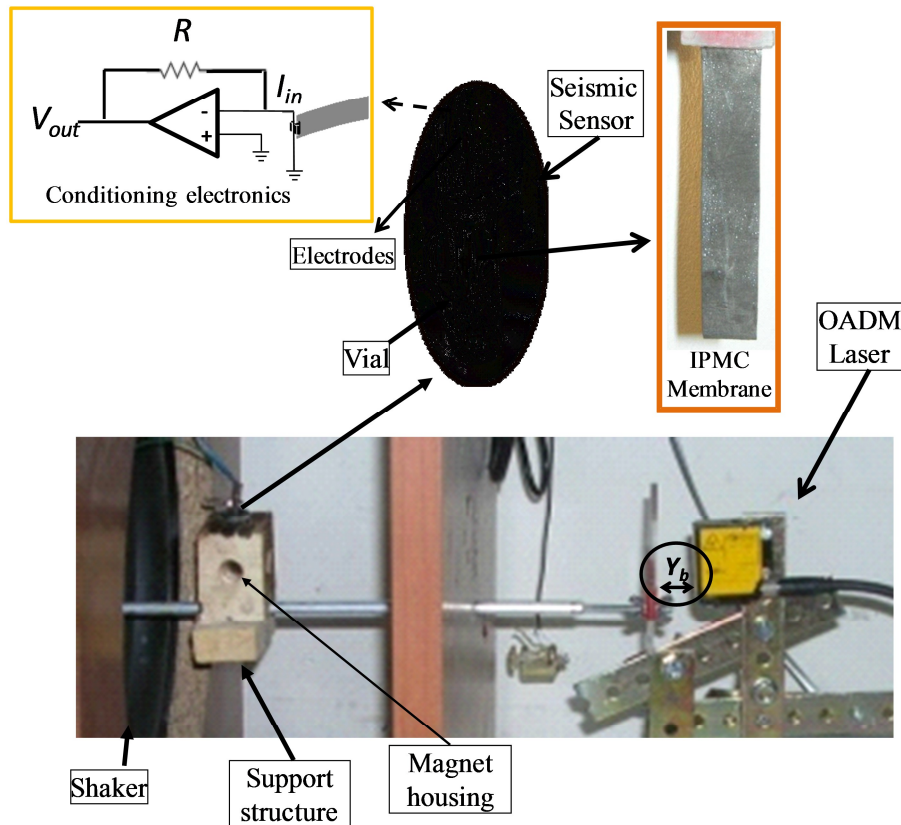 R
I_in
V_out
-
+
Conditioning electronics
Seismic
Sensor
Electrodes
Vial
IPMC
Membrane
OADM
Laser
Y_b
Shaker
Support
structure
Magnet
housing